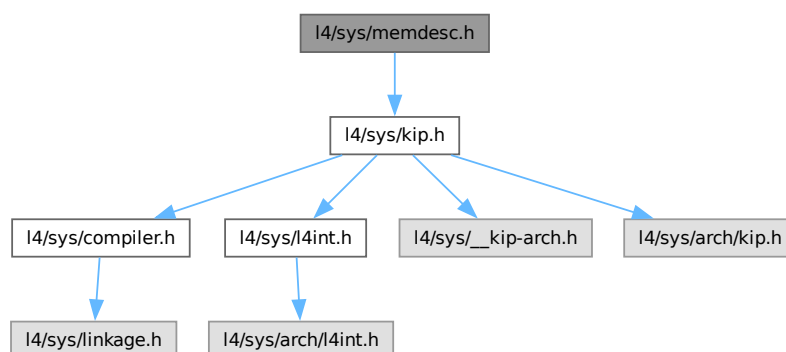 l4/sys/memdesc.h
l4/sys/kip.h
l4/sys/compiler.h
l4/sys/l4int.h
l4/sys/__kip-arch.h
l4/sys/arch/kip.h
l4/sys/linkage.h
l4/sys/arch/l4int.h